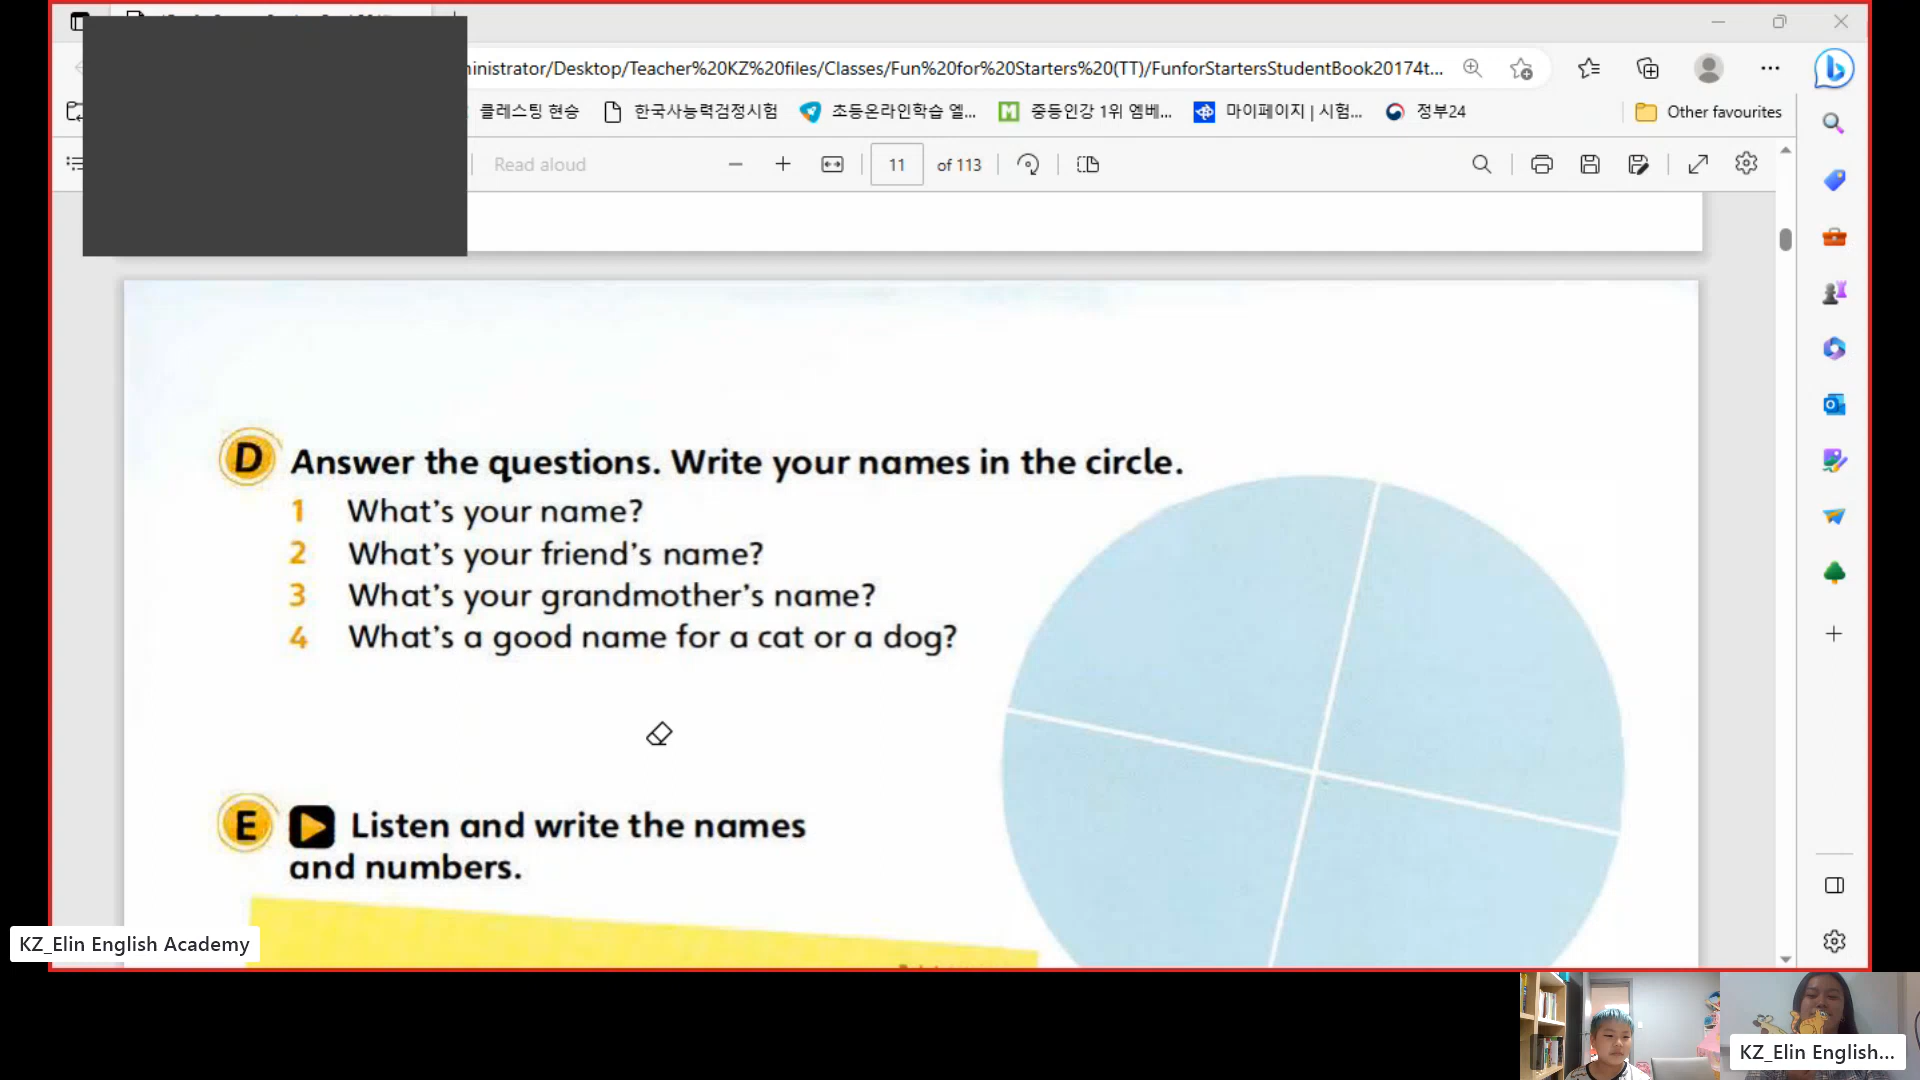 ninistrator/Desktop/Teacher%20KZ%20files/Classes/Fun%20for%20Starters%20(TT)/FunforStartersStudentBook20174t...
클레스팅 현승
한국사능력검정시험
초등온라인학습 엘...
중등인강 1위 엠베...
마이페이지 | 시험...
정부24
Other favourites
Read aloud
11 of 113
D Answer the questions. Write your names in the circle.
1 What's your name?
2 What's your friend's name?
3 What's your grandmother's name?
4 What's a good name for a cat or a dog?
E Listen and write the names
and numbers.
KZ_Elin English Academy
KZ_Elin English...